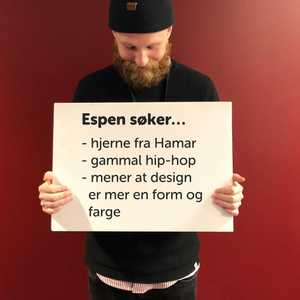 Espen søker...
- hjerne fra Hamar
- gammal hip-hop
- mener at design
er mer en form og
farge